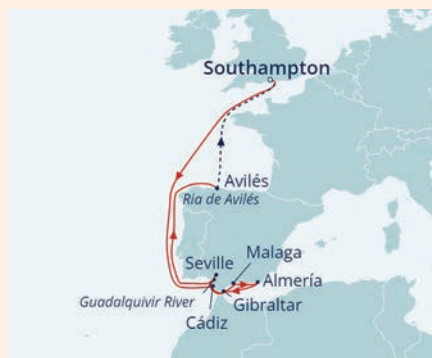 Southampton
Avilés
Ria de Avilés
Malaga
Seville
Almería
Guadalquivir River
Gibraltar
Cádiz